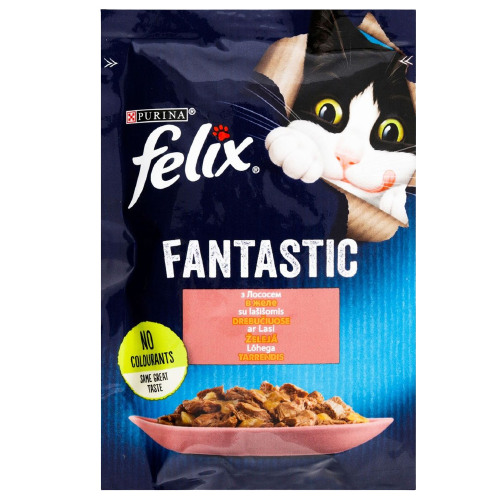 PURINA®
felix®
FANTASTIC
з Лососем
в желе
su lašišomis
DREBUČIUOSE
ar Lasi
ŽELEJĀ
Lõhega
TARRENDIS
NO
COLOURANTS
SAME GREAT
TASTE